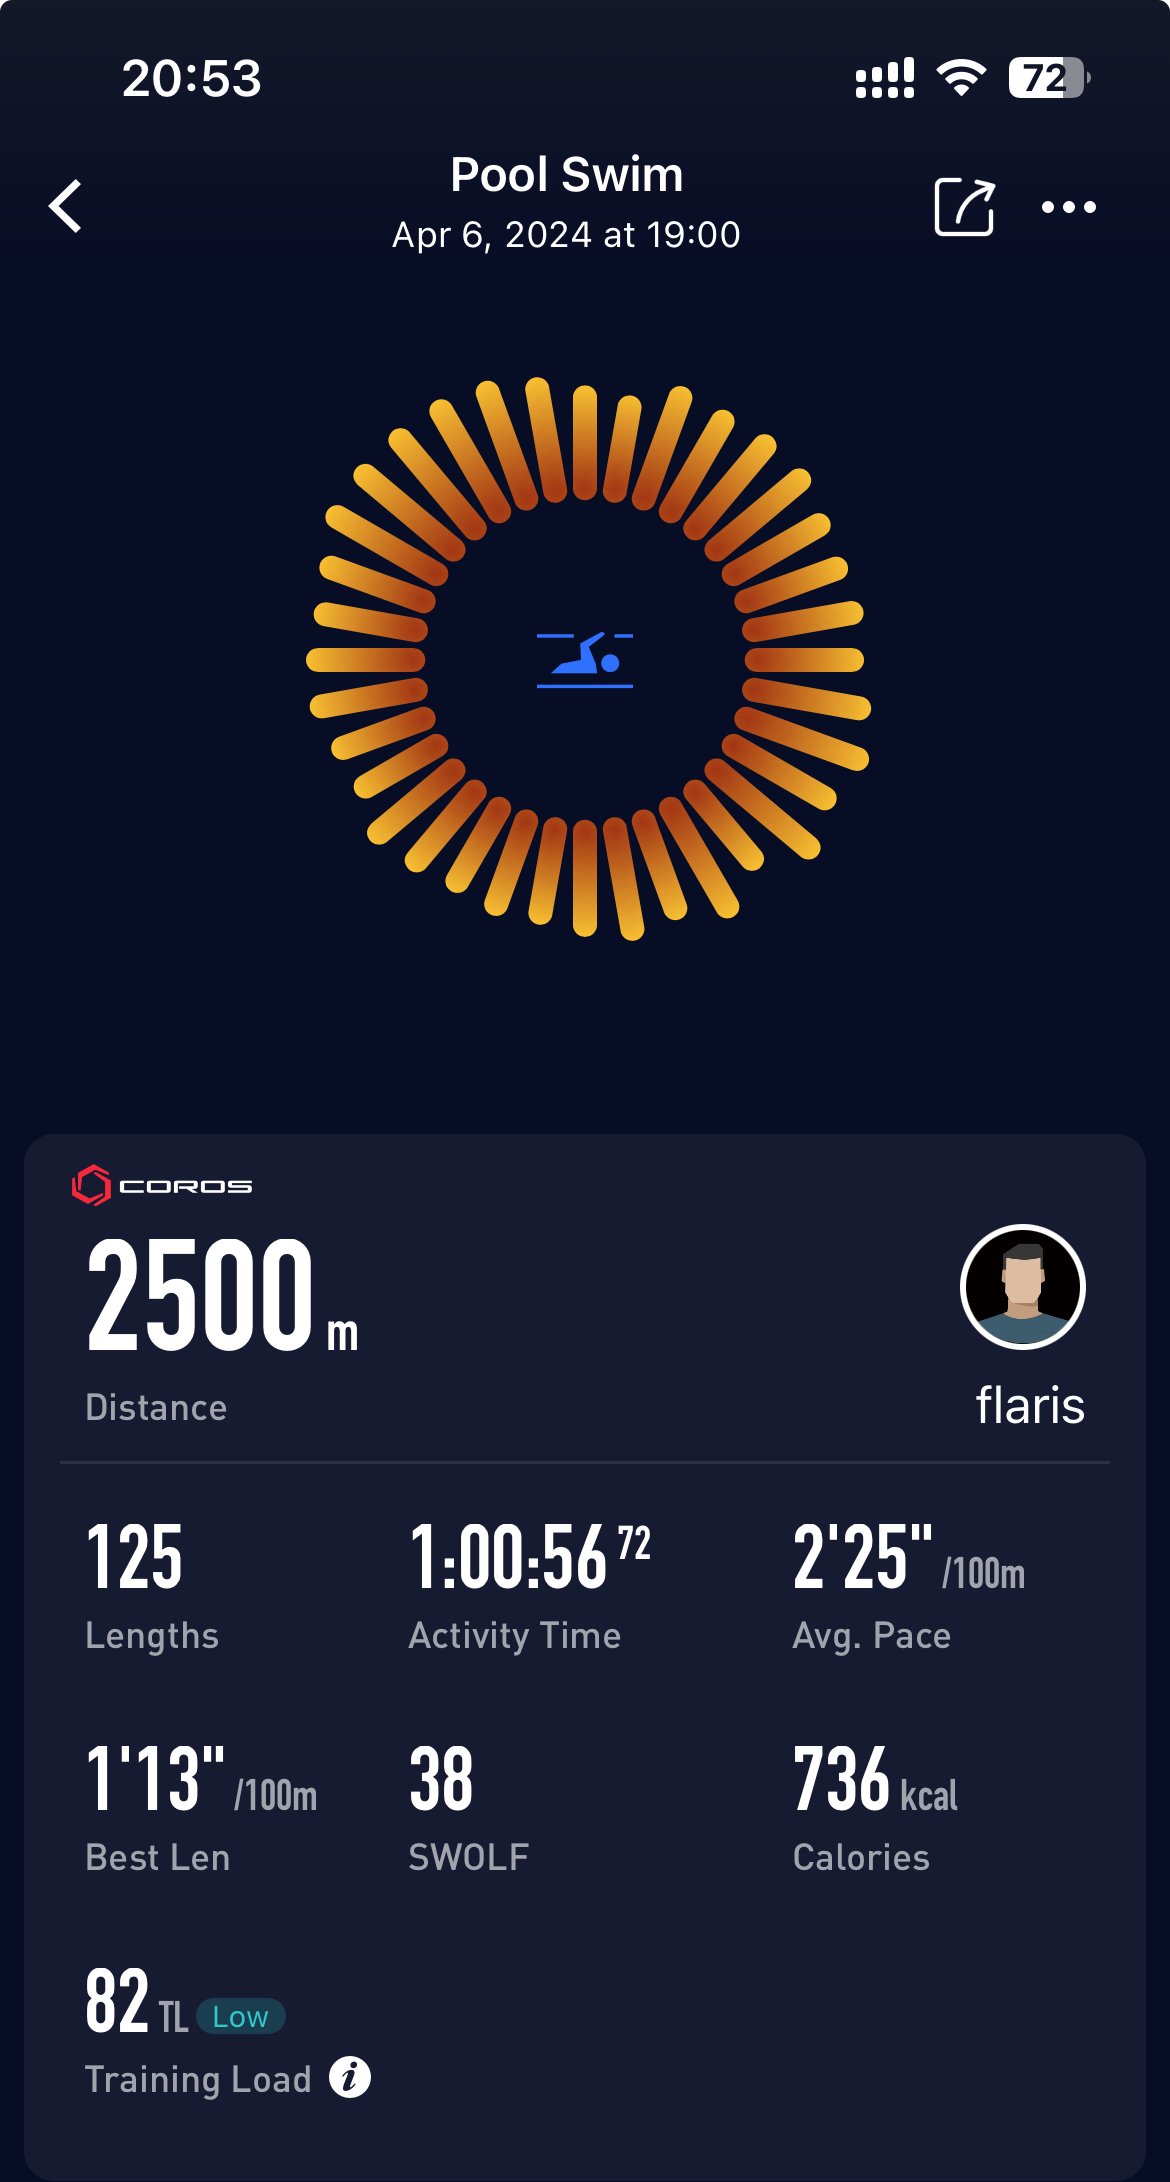 20:53
72
Pool Swim
Apr 6, 2024 at 19:00
COROS
2500 m
Distance
flaris
125
1:00:56 72
2'25" /100m
Lengths
Activity Time
Avg. Pace
1'13" /100m
38
736 kcal
Best Len
SWOLF
Calories
82 TL Low
Training Load i